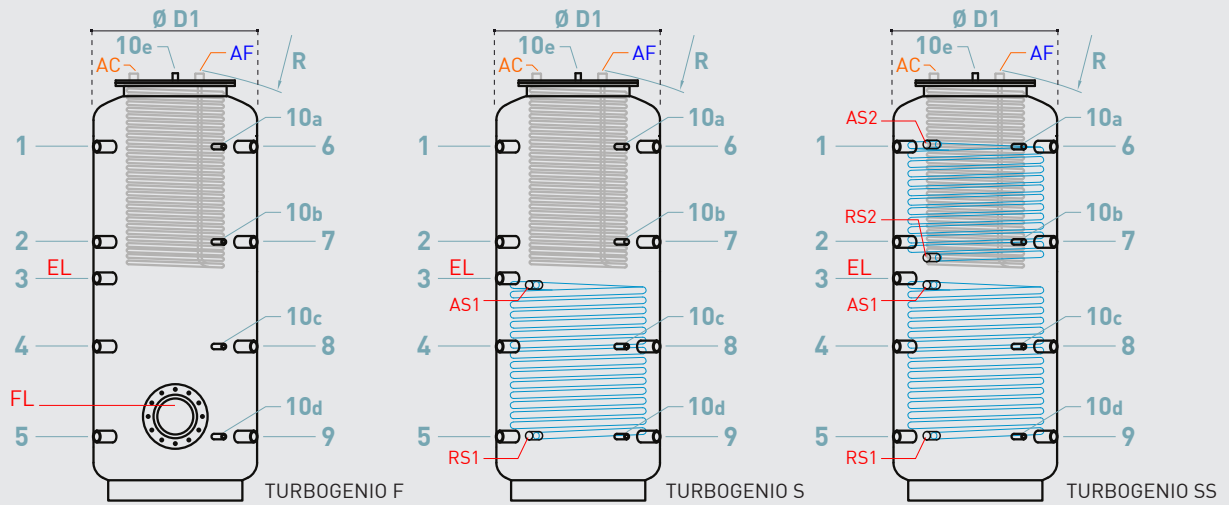 Ø D1 Ø D1 Ø D1
10e AF R 10e AF R 10e AF R
AC AC AC
AS2
10a 10a 10a
1 6 1 6 1 6
10b 10b 10b
RS2
2 7 2 7 2 7
EL EL EL
3 3 3
AS1 AS1
10c 10c 10c
4 8 4 8 4 8
FL
10d 10d 10d
5 9 5 9 5 9
RS1 RS1
TURBOGENIO F TURBOGENIO S TURBOGENIO SS